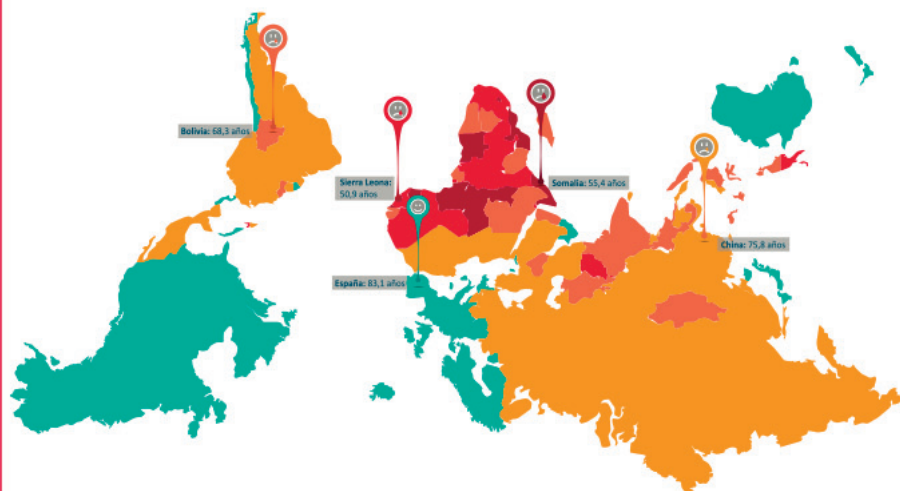 Bolivia: 68,3 años
Sierra Leona:
50,9 años
Somalia: 55,4 años
China: 75,8 años
España: 83,1 años